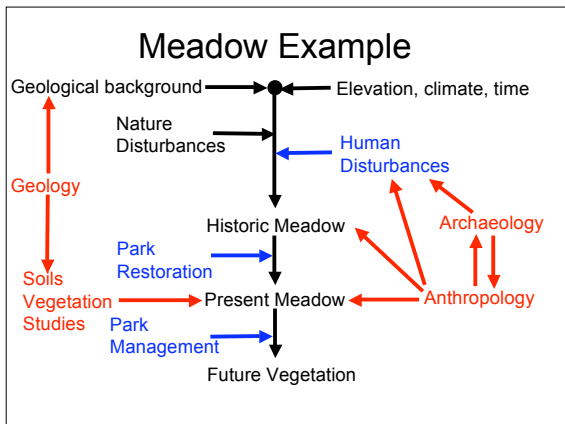 Meadow Example
Geological background
Elevation, climate, time
Nature
Disturbances
Human
Disturbances
Geology
Historic Meadow
Archaeology
Park
Restoration
Soils
Vegetation
Studies
Present Meadow
Anthropology
Park
Management
Future Vegetation